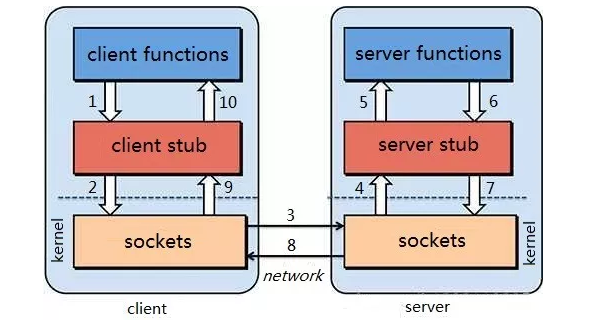 client functions
server functions
1
10
5
6
client stub
server stub
2
9
4
7
kernel
sockets
3
8
network
sockets
kernel
client
server